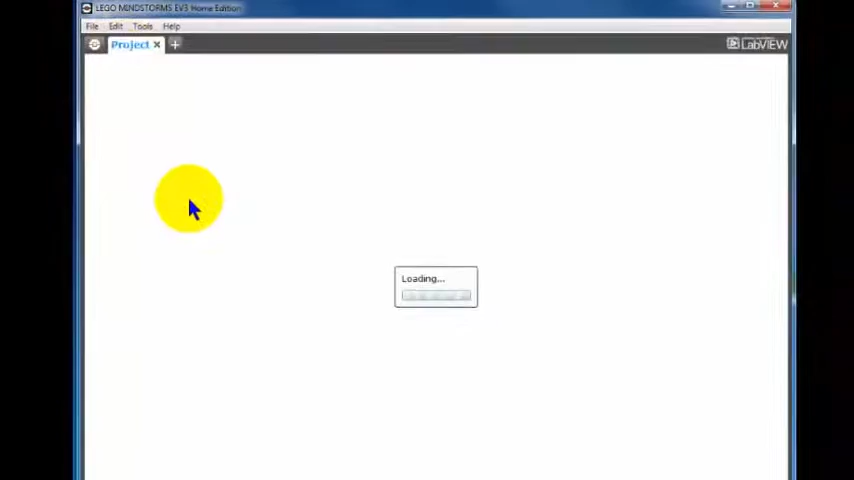 LEGO MINDSTORMS EV3 Home Edition
File Edit Tools Help
Project
LabVIEW
Loading...